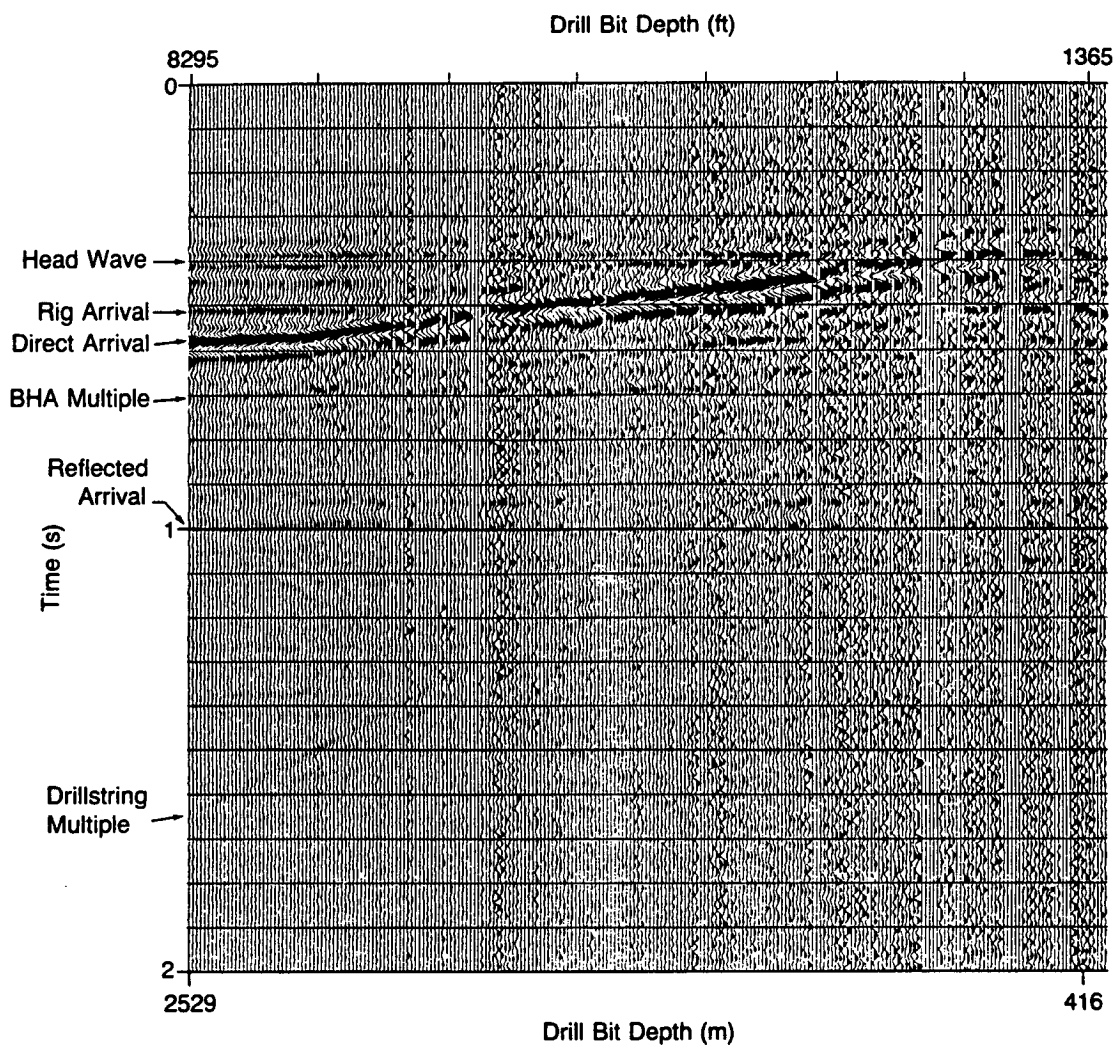 Drill Bit Depth (ft)
8295
1365
0
Head Wave
Rig Arrival
Direct Arrival
BHA Multiple
Reflected
Arrival
1
Time (s)
Drillstring
Multiple
2
2529
416
Drill Bit Depth (m)